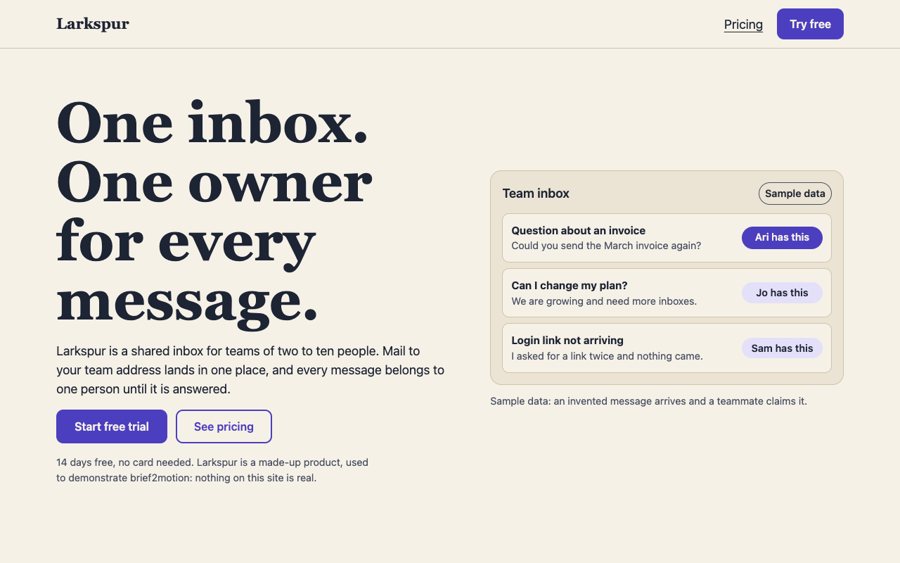 Larkspur
Pricing
Try free
One inbox.
One owner
for every
message.
Larkspur is a shared inbox for teams of two to ten people. Mail to
your team address lands in one place, and every message belongs to
one person until it is answered.
Start free trial
See pricing
14 days free, no card needed. Larkspur is a made-up product, used
to demonstrate brief2motion: nothing on this site is real.
Team inbox
Sample data
Question about an invoice
Could you send the March invoice again?
Ari has this
Can I change my plan?
We are growing and need more inboxes.
Jo has this
Login link not arriving
I asked for a link twice and nothing came.
Sam has this
Sample data: an invented message arrives and a teammate claims it.